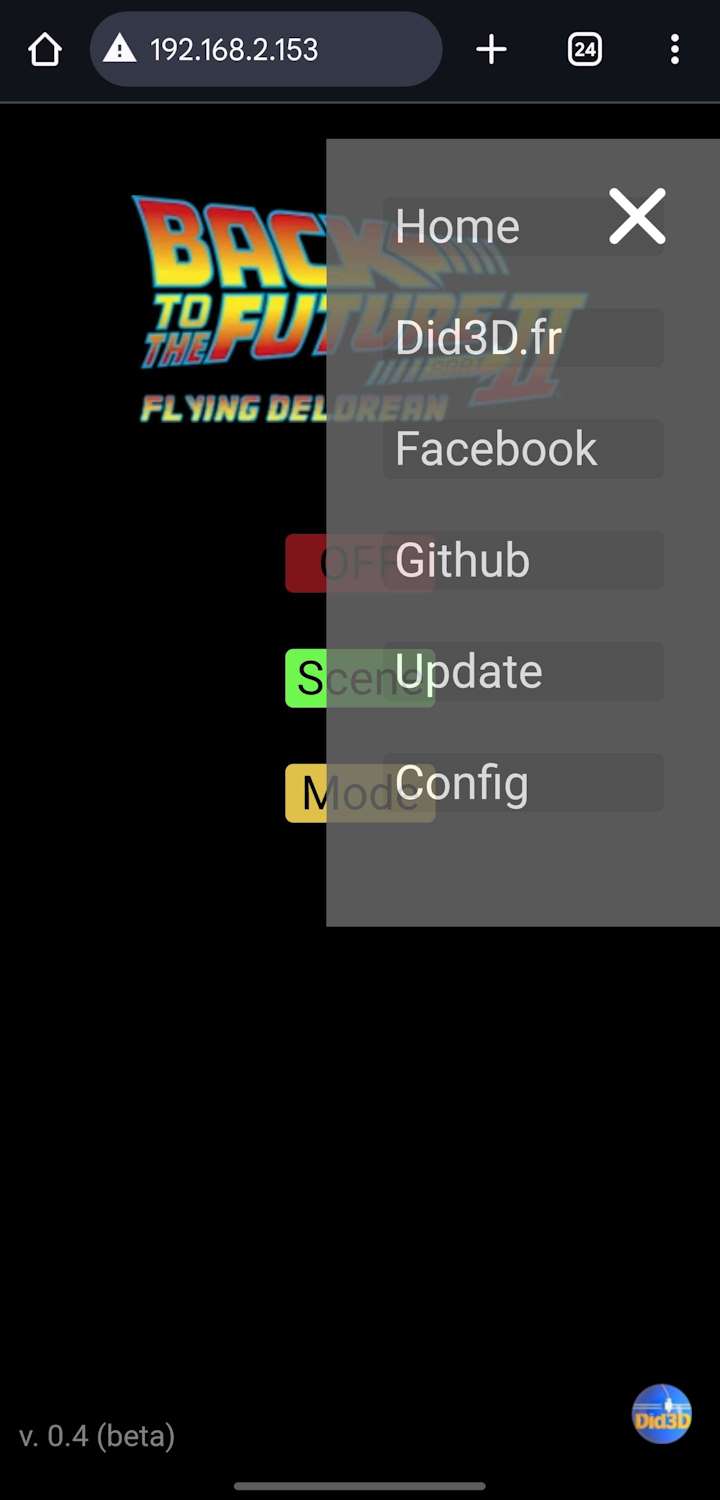 192.168.2.153
24
BACK
TO
THE
FUTURE II
FLYING DELOREAN
Home
Did3D.fr
Facebook
Github
Update
Config
OFF
Scene
Mode
v. 0.4 (beta)
Did3D